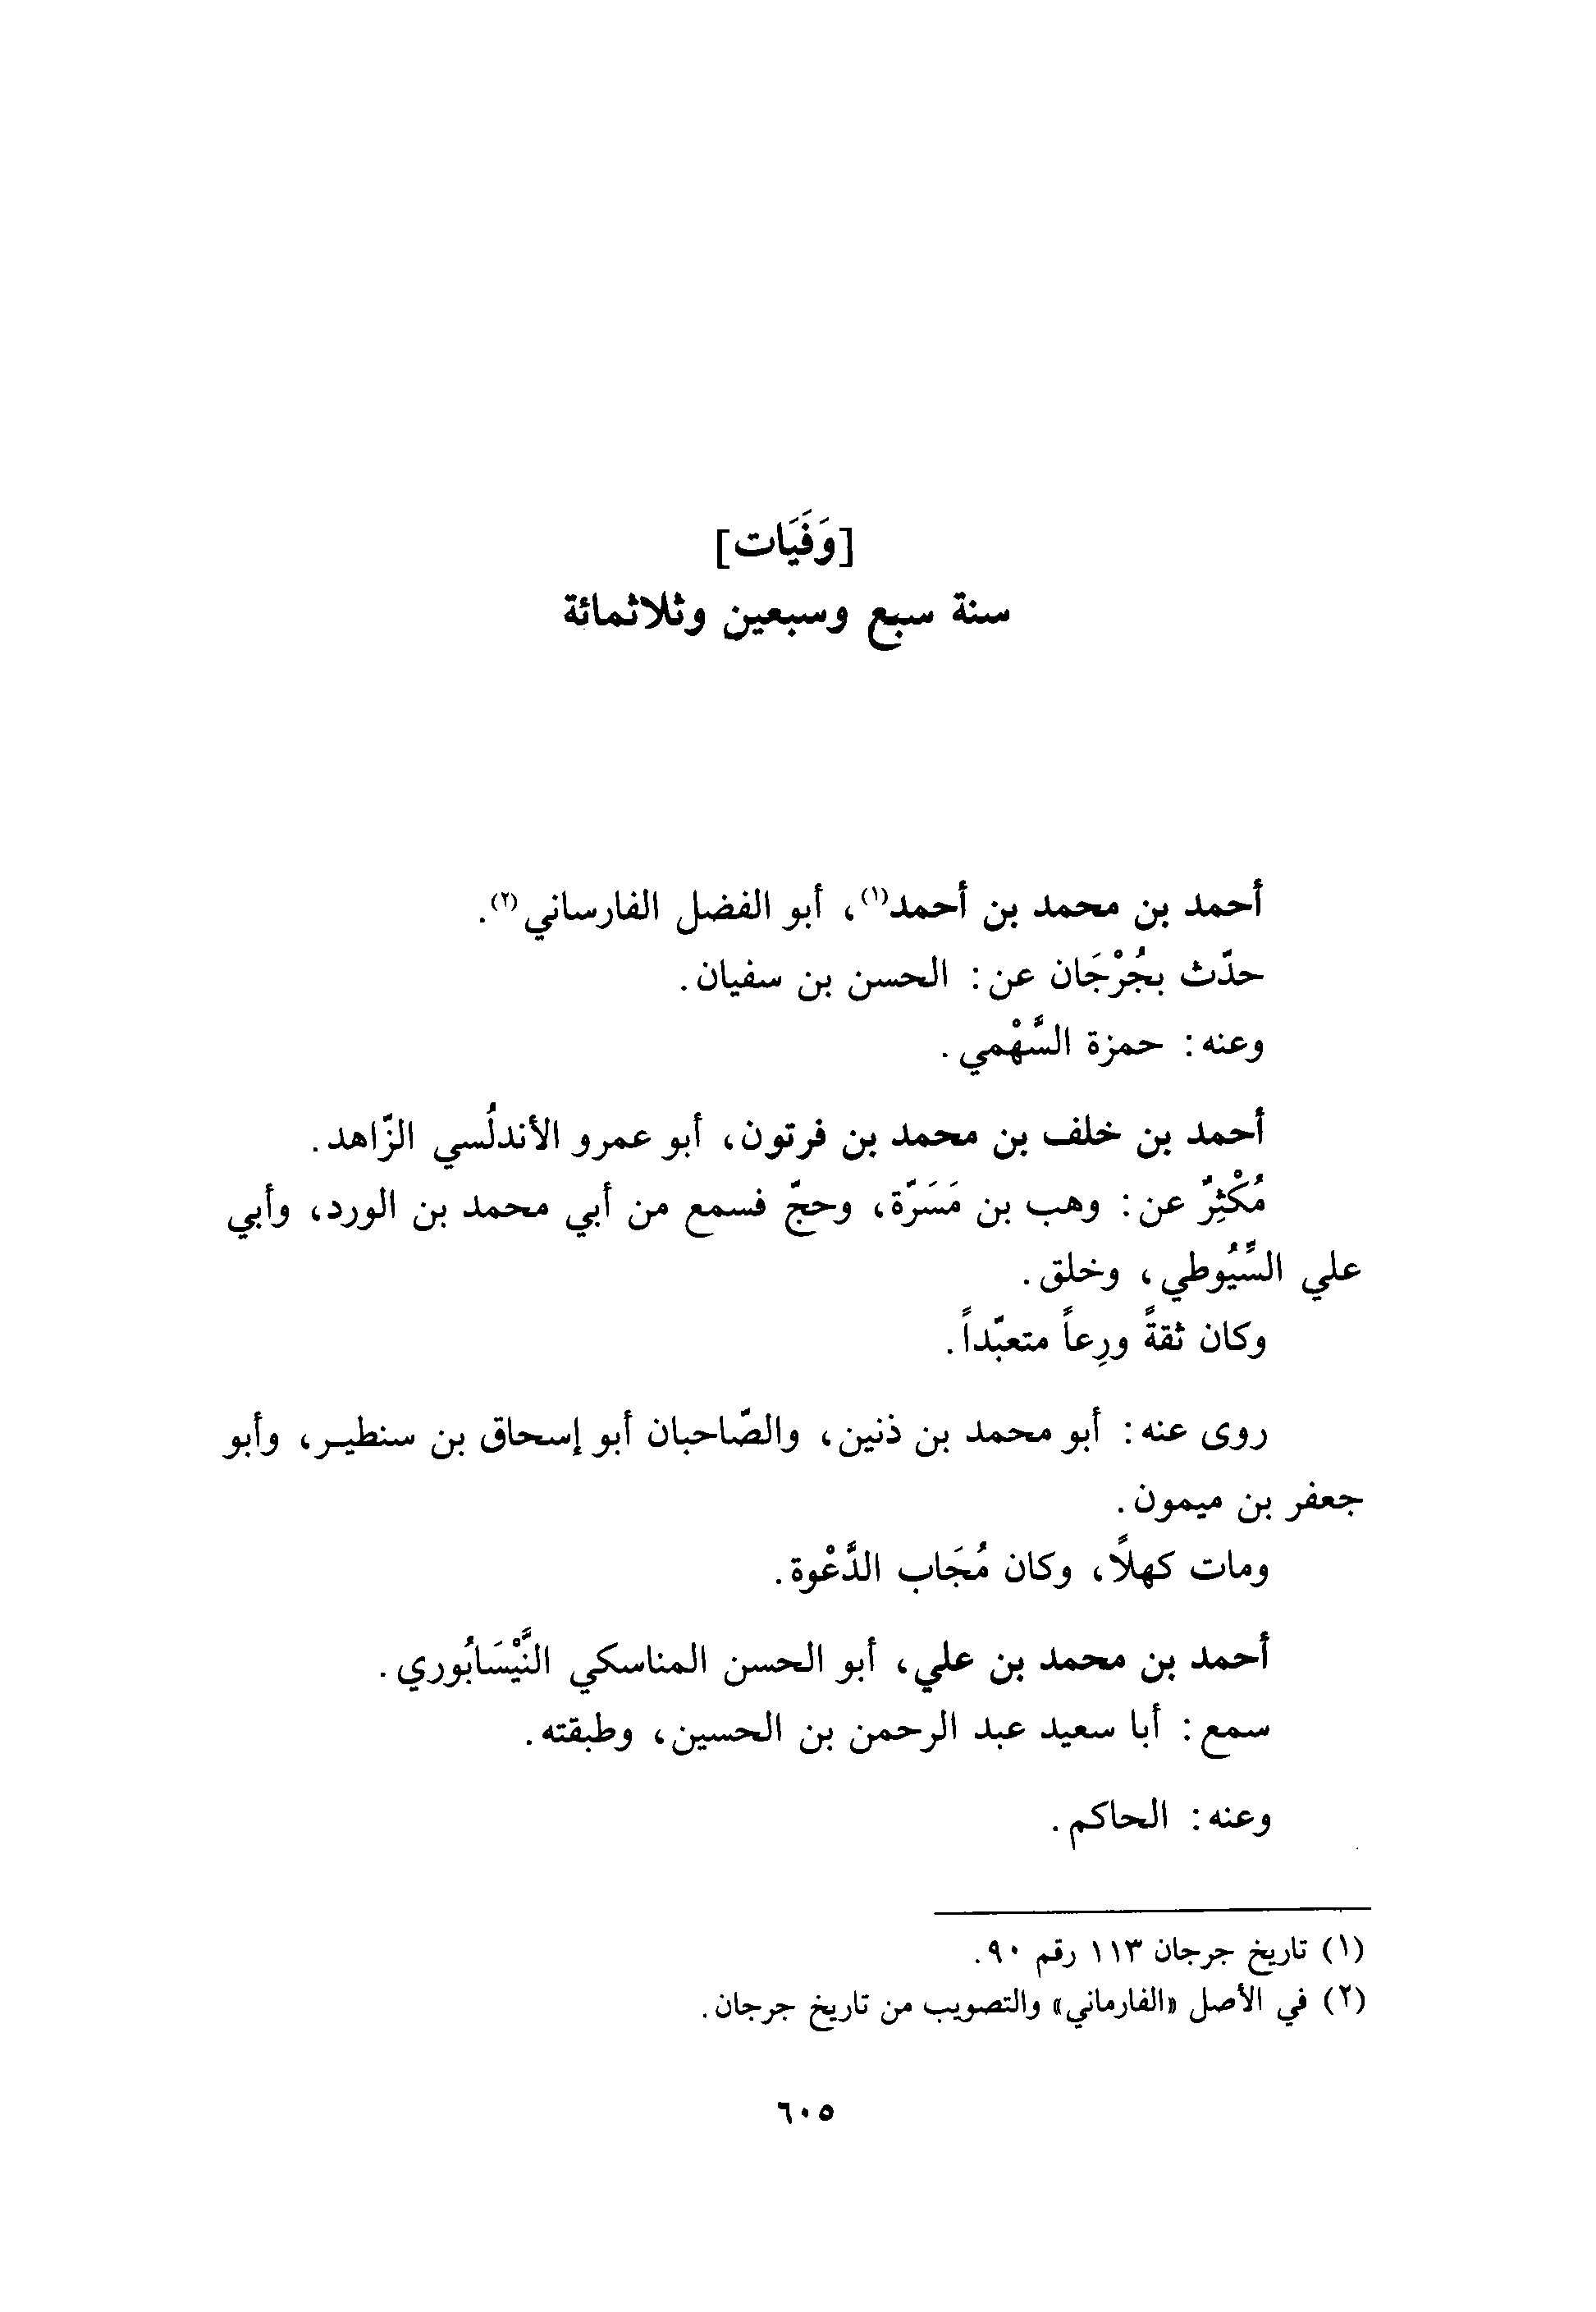 [وَفَيَات]
سنة سبع وسبعين وثلاثمائة
أحمد بن محمد بن أحمد(١)، أبو الفضل الفارساني(٢).
حدّث بجُرْجَان عن: الحسن بن سفيان.
وعنه: حمزة السَّهْمي.
أحمد بن خلف بن محمد بن فرتون، أبو عمرو الأندلُسي الزّاهد.
مُكْثِرٌ عن: وهب بن مَسَرّة، وحجّ فسمع من أبي محمد بن الورد، وأبي
علي السِّيُوطي، وخلق.
وكان ثقةً ورِعاً متعبّداً.
روى عنه: أبو محمد بن ذنين، والصّاحبان أبو إسحاق بن سنطيـر، وأبو
جعفر بن ميمون.
ومات كهلًا، وكان مُجَاب الدَّعْوة.
أحمد بن محمد بن علي، أبو الحسن المناسكي النَّيْسَابُوري.
سمع: أبا سعيد عبد الرحمن بن الحسين، وطبقته.
وعنه: الحاكم.
(١) تاريخ جرجان ١١٣ رقم ٩٠.
(٢) في الأصل «الفارماني» والتصويب من تاريخ جرجان.
٦٠٥